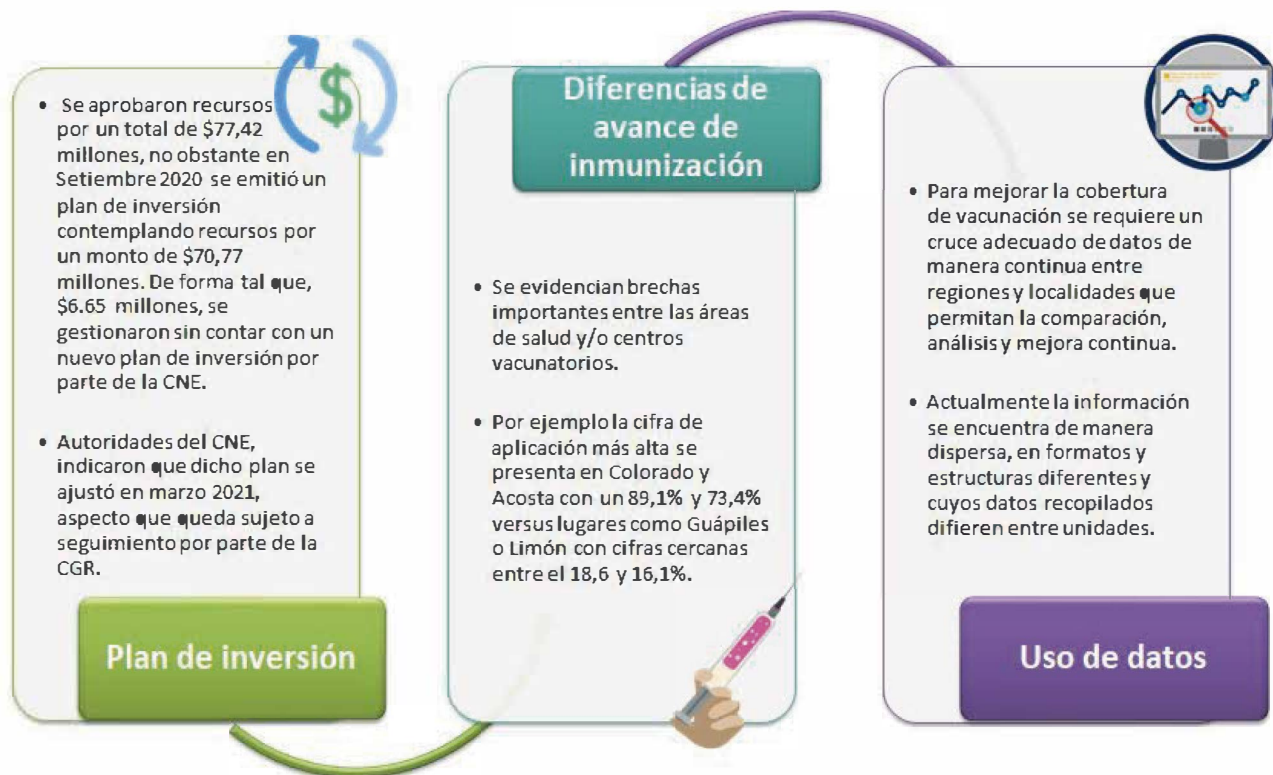 • Se aprobaron recursos
por un total de $77,42
millones, no obstante en
Setiembre 2020 se emitió un
plan de inversión
contemplando recursos por
un monto de $70,77
millones. De forma tal que,
$6.65 millones, se
gestionaron sin contar con un
nuevo plan de inversión por
parte de la CNE.
• Autoridades del CNE,
indicaron que dicho plan se
ajustó en marzo 2021,
aspecto que queda sujeto a
seguimiento por parte de la
CGR.
Plan de inversión
Diferencias de
avance de
inmunización
• Se evidencian brechas
importantes entre las áreas
de salud y/o centros
vacunatorios.
• Por ejemplo la cifra de
aplicación más alta se
presenta en Colorado y
Acosta con un 89,1% y 73,4%
versus lugares como Guápiles
o Limón con cifras cercanas
entre el 18,6 y 16,1%.
• Para mejorar la cobertura
de vacunación se requiere un
cruce adecuado de datos de
manera continua entre
regiones y localidades que
permitan la comparación,
análisis y mejora continua.
• Actualmente la información
se encuentra de manera
dispersa, en formatos y
estructuras diferentes y
cuyos datos recopilados
difieren entre unidades.
Uso de datos